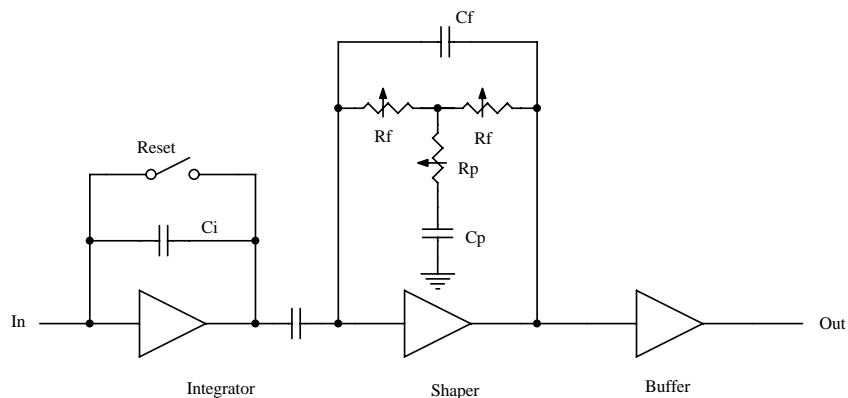 Cf
Rf Rf
Reset
Rp
Ci
Cp
In
Out
Integrator Shaper Buffer